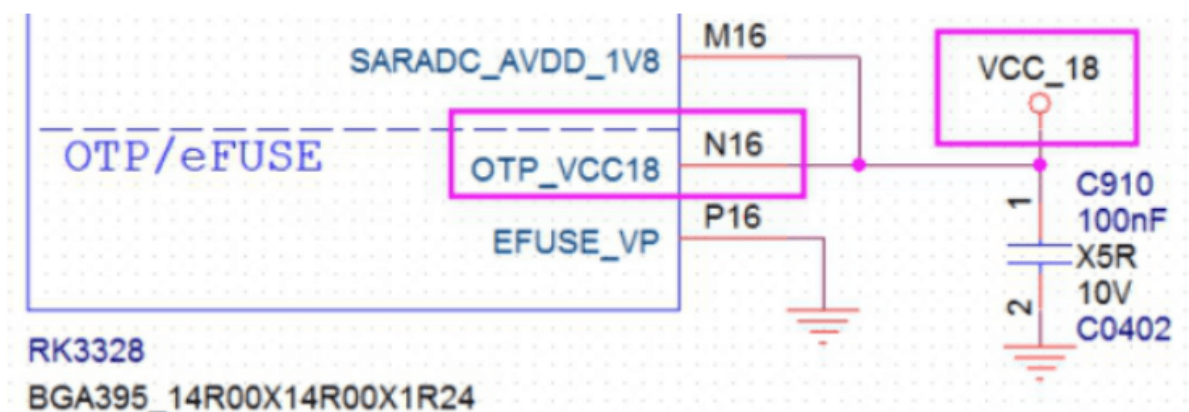 SARADC_AVDD_1V8
M16
VCC_18
OTP/eFUSE
OTP_VCC18
N16
EFUSE_VP
P16
1
2
C910
100nF
X5R
10V
C0402
RK3328
BGA395_14R00X14R00X1R24